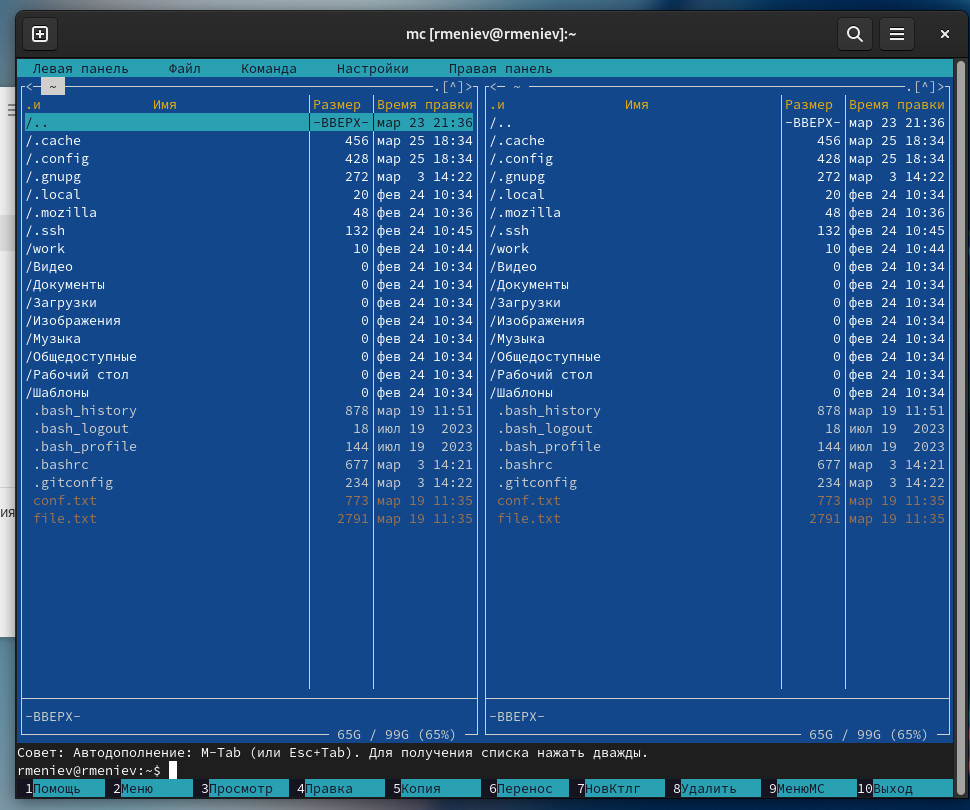 mc [rmeniev@rmeniev]:~
Левая панель Файл Команда Настройки Правая панель
<- ~ .[^]> <- ~ .[^]>
.и Имя Размер Время правки .и Имя Размер Время правки
/.. -ВВЕРХ- мар 23 21:36 /.. -ВВЕРХ- мар 23 21:36
/.cache 456 мар 25 18:34 /.cache 456 мар 25 18:34
/.config 428 мар 25 18:34 /.config 428 мар 25 18:34
/.gnupg 272 мар 3 14:22 /.gnupg 272 мар 3 14:22
/.local 20 фев 24 10:34 /.local 20 фев 24 10:34
/.mozilla 48 фев 24 10:36 /.mozilla 48 фев 24 10:36
/.ssh 132 фев 24 10:45 /.ssh 132 фев 24 10:45
/work 10 фев 24 10:44 /work 10 фев 24 10:44
/Видео 0 фев 24 10:34 /Видео 0 фев 24 10:34
/Документы 0 фев 24 10:34 /Документы 0 фев 24 10:34
/Загрузки 0 фев 24 10:34 /Загрузки 0 фев 24 10:34
/Изображения 0 фев 24 10:34 /Изображения 0 фев 24 10:34
/Музыка 0 фев 24 10:34 /Музыка 0 фев 24 10:34
/Общедоступные 0 фев 24 10:34 /Общедоступные 0 фев 24 10:34
/Рабочий стол 0 фев 24 10:34 /Рабочий стол 0 фев 24 10:34
/Шаблоны 0 фев 24 10:34 /Шаблоны 0 фев 24 10:34
.bash_history 878 мар 19 11:51 .bash_history 878 мар 19 11:51
.bash_logout 18 июл 19 2023 .bash_logout 18 июл 19 2023
.bash_profile 144 июл 19 2023 .bash_profile 144 июл 19 2023
.bashrc 677 мар 3 14:21 .bashrc 677 мар 3 14:21
.gitconfig 234 мар 3 14:22 .gitconfig 234 мар 3 14:22
conf.txt 773 мар 19 11:35 conf.txt 773 мар 19 11:35
ия
file.txt 2791 мар 19 11:35 file.txt 2791 мар 19 11:35
-ВВЕРХ- -ВВЕРХ-
65G / 99G (65%) 65G / 99G (65%)
Совет: Автодополнение: M-Tab (или Esc+Tab). Для получения списка нажать дважды.
rmeniev@rmeniev:~$
1Помощь 2Меню 3Просмотр 4Правка 5Копия 6Перенос 7НовКтлг 8Удалить 9МенюMC 10Выход